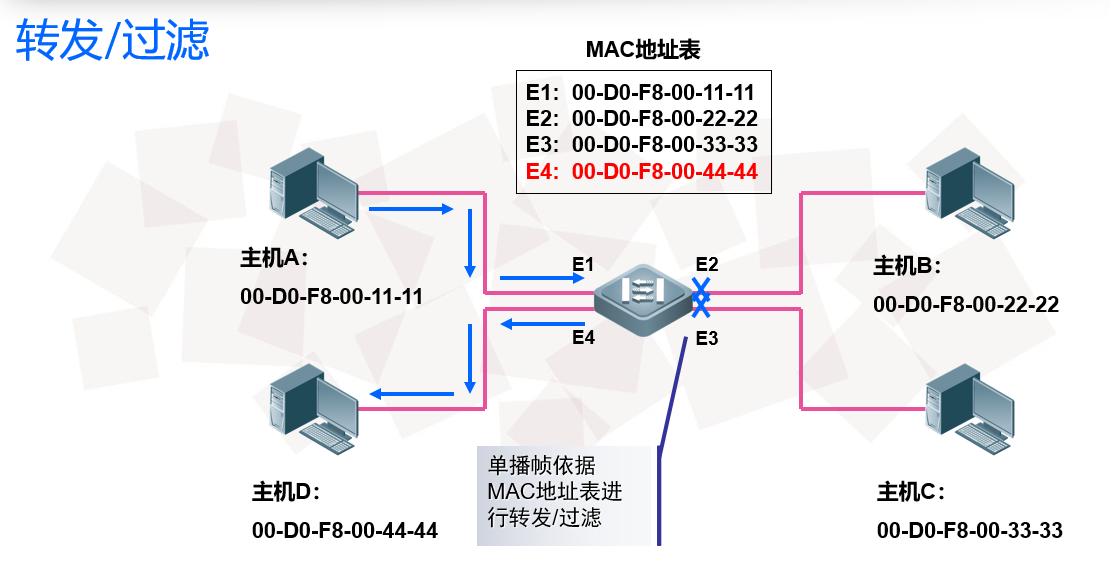 转发/过滤
MAC地址表
E1: 00-D0-F8-00-11-11
E2: 00-D0-F8-00-22-22
E3: 00-D0-F8-00-33-33
E4: 00-D0-F8-00-44-44
主机A：
00-D0-F8-00-11-11
E1
E2
主机B：
00-D0-F8-00-22-22
E4
E3
主机D：
00-D0-F8-00-44-44
单播帧依据
MAC地址表进
行转发/过滤
主机C：
00-D0-F8-00-33-33